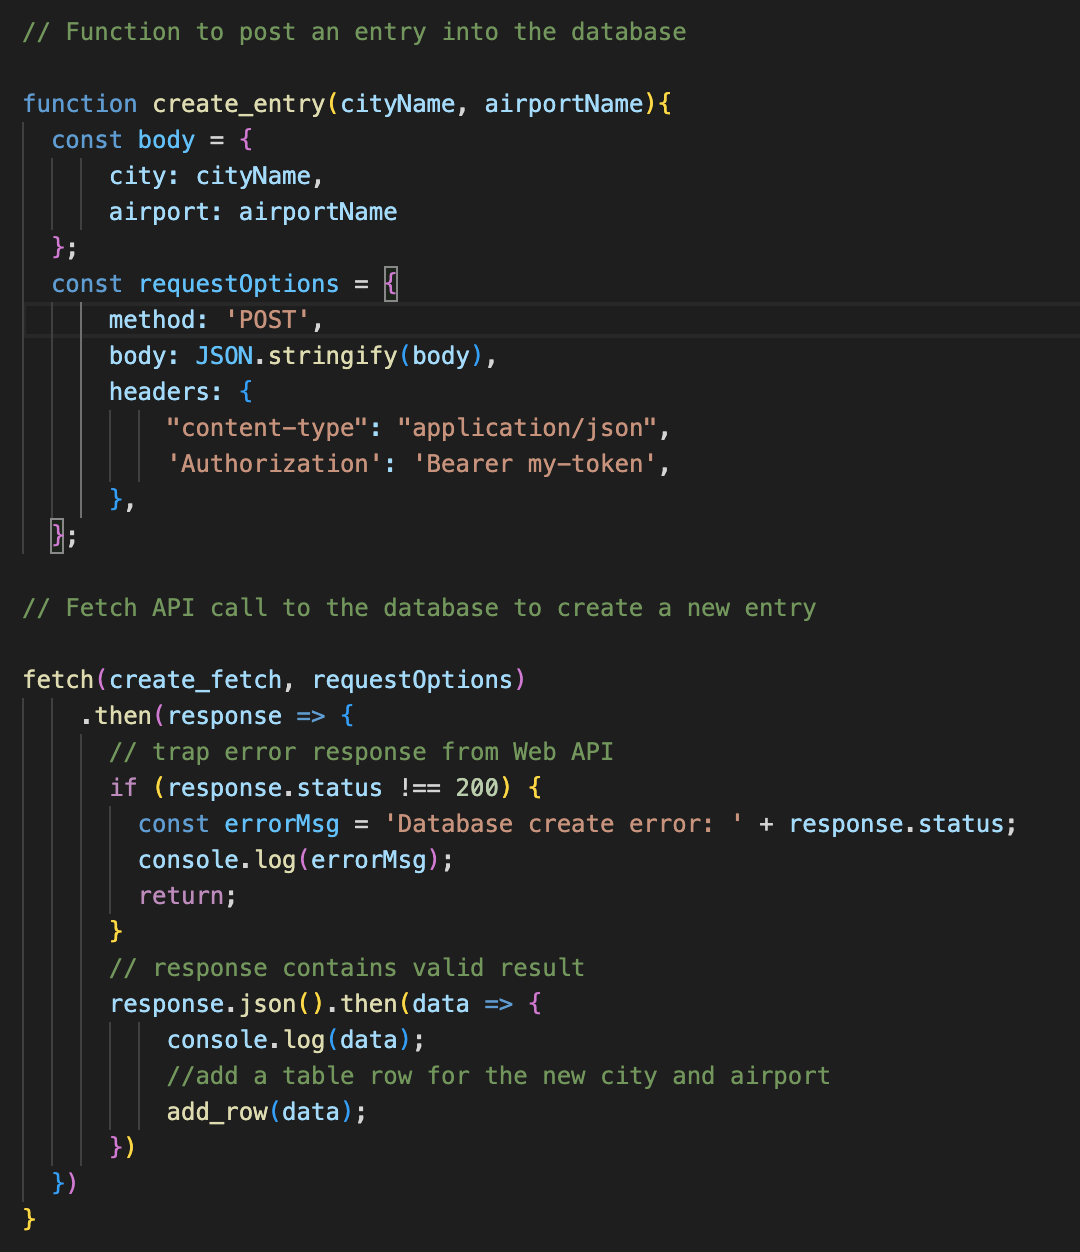 // Function to post an entry into the database

function create_entry(cityName, airportName){
  const body = {
      city: cityName,
      airport: airportName
  };
  const requestOptions = {
      method: 'POST',
      body: JSON.stringify(body),
      headers: {
          "content-type": "application/json",
          'Authorization': 'Bearer my-token',
      },
  };

// Fetch API call to the database to create a new entry

fetch(create_fetch, requestOptions)
    .then(response => {
      // trap error response from Web API
      if (response.status !== 200) {
        const errorMsg = 'Database create error: ' + response.status;
        console.log(errorMsg);
        return;
      }
      // response contains valid result
      response.json().then(data => {
          console.log(data);
          //add a table row for the new city and airport
          add_row(data);
      })
  })
}